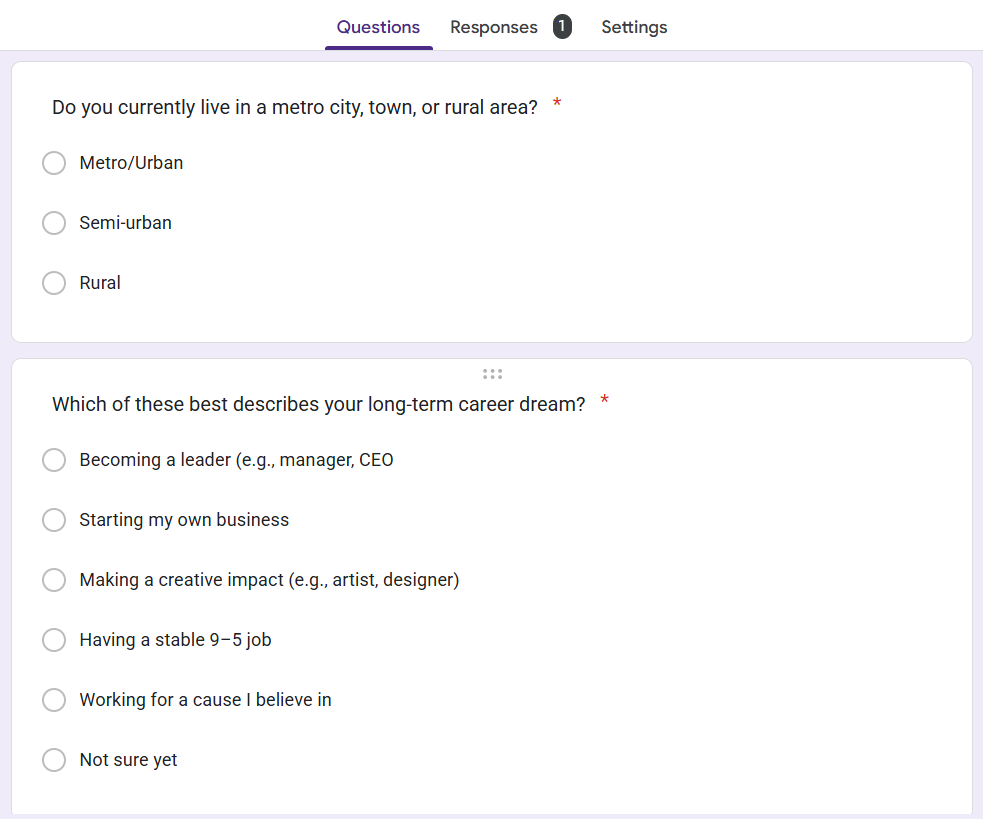 Questions Responses 1 Settings
Do you currently live in a metro city, town, or rural area? *
Metro/Urban
Semi-urban
Rural
Which of these best describes your long-term career dream? *
Becoming a leader (e.g., manager, CEO
Starting my own business
Making a creative impact (e.g., artist, designer)
Having a stable 9–5 job
Working for a cause I believe in
Not sure yet